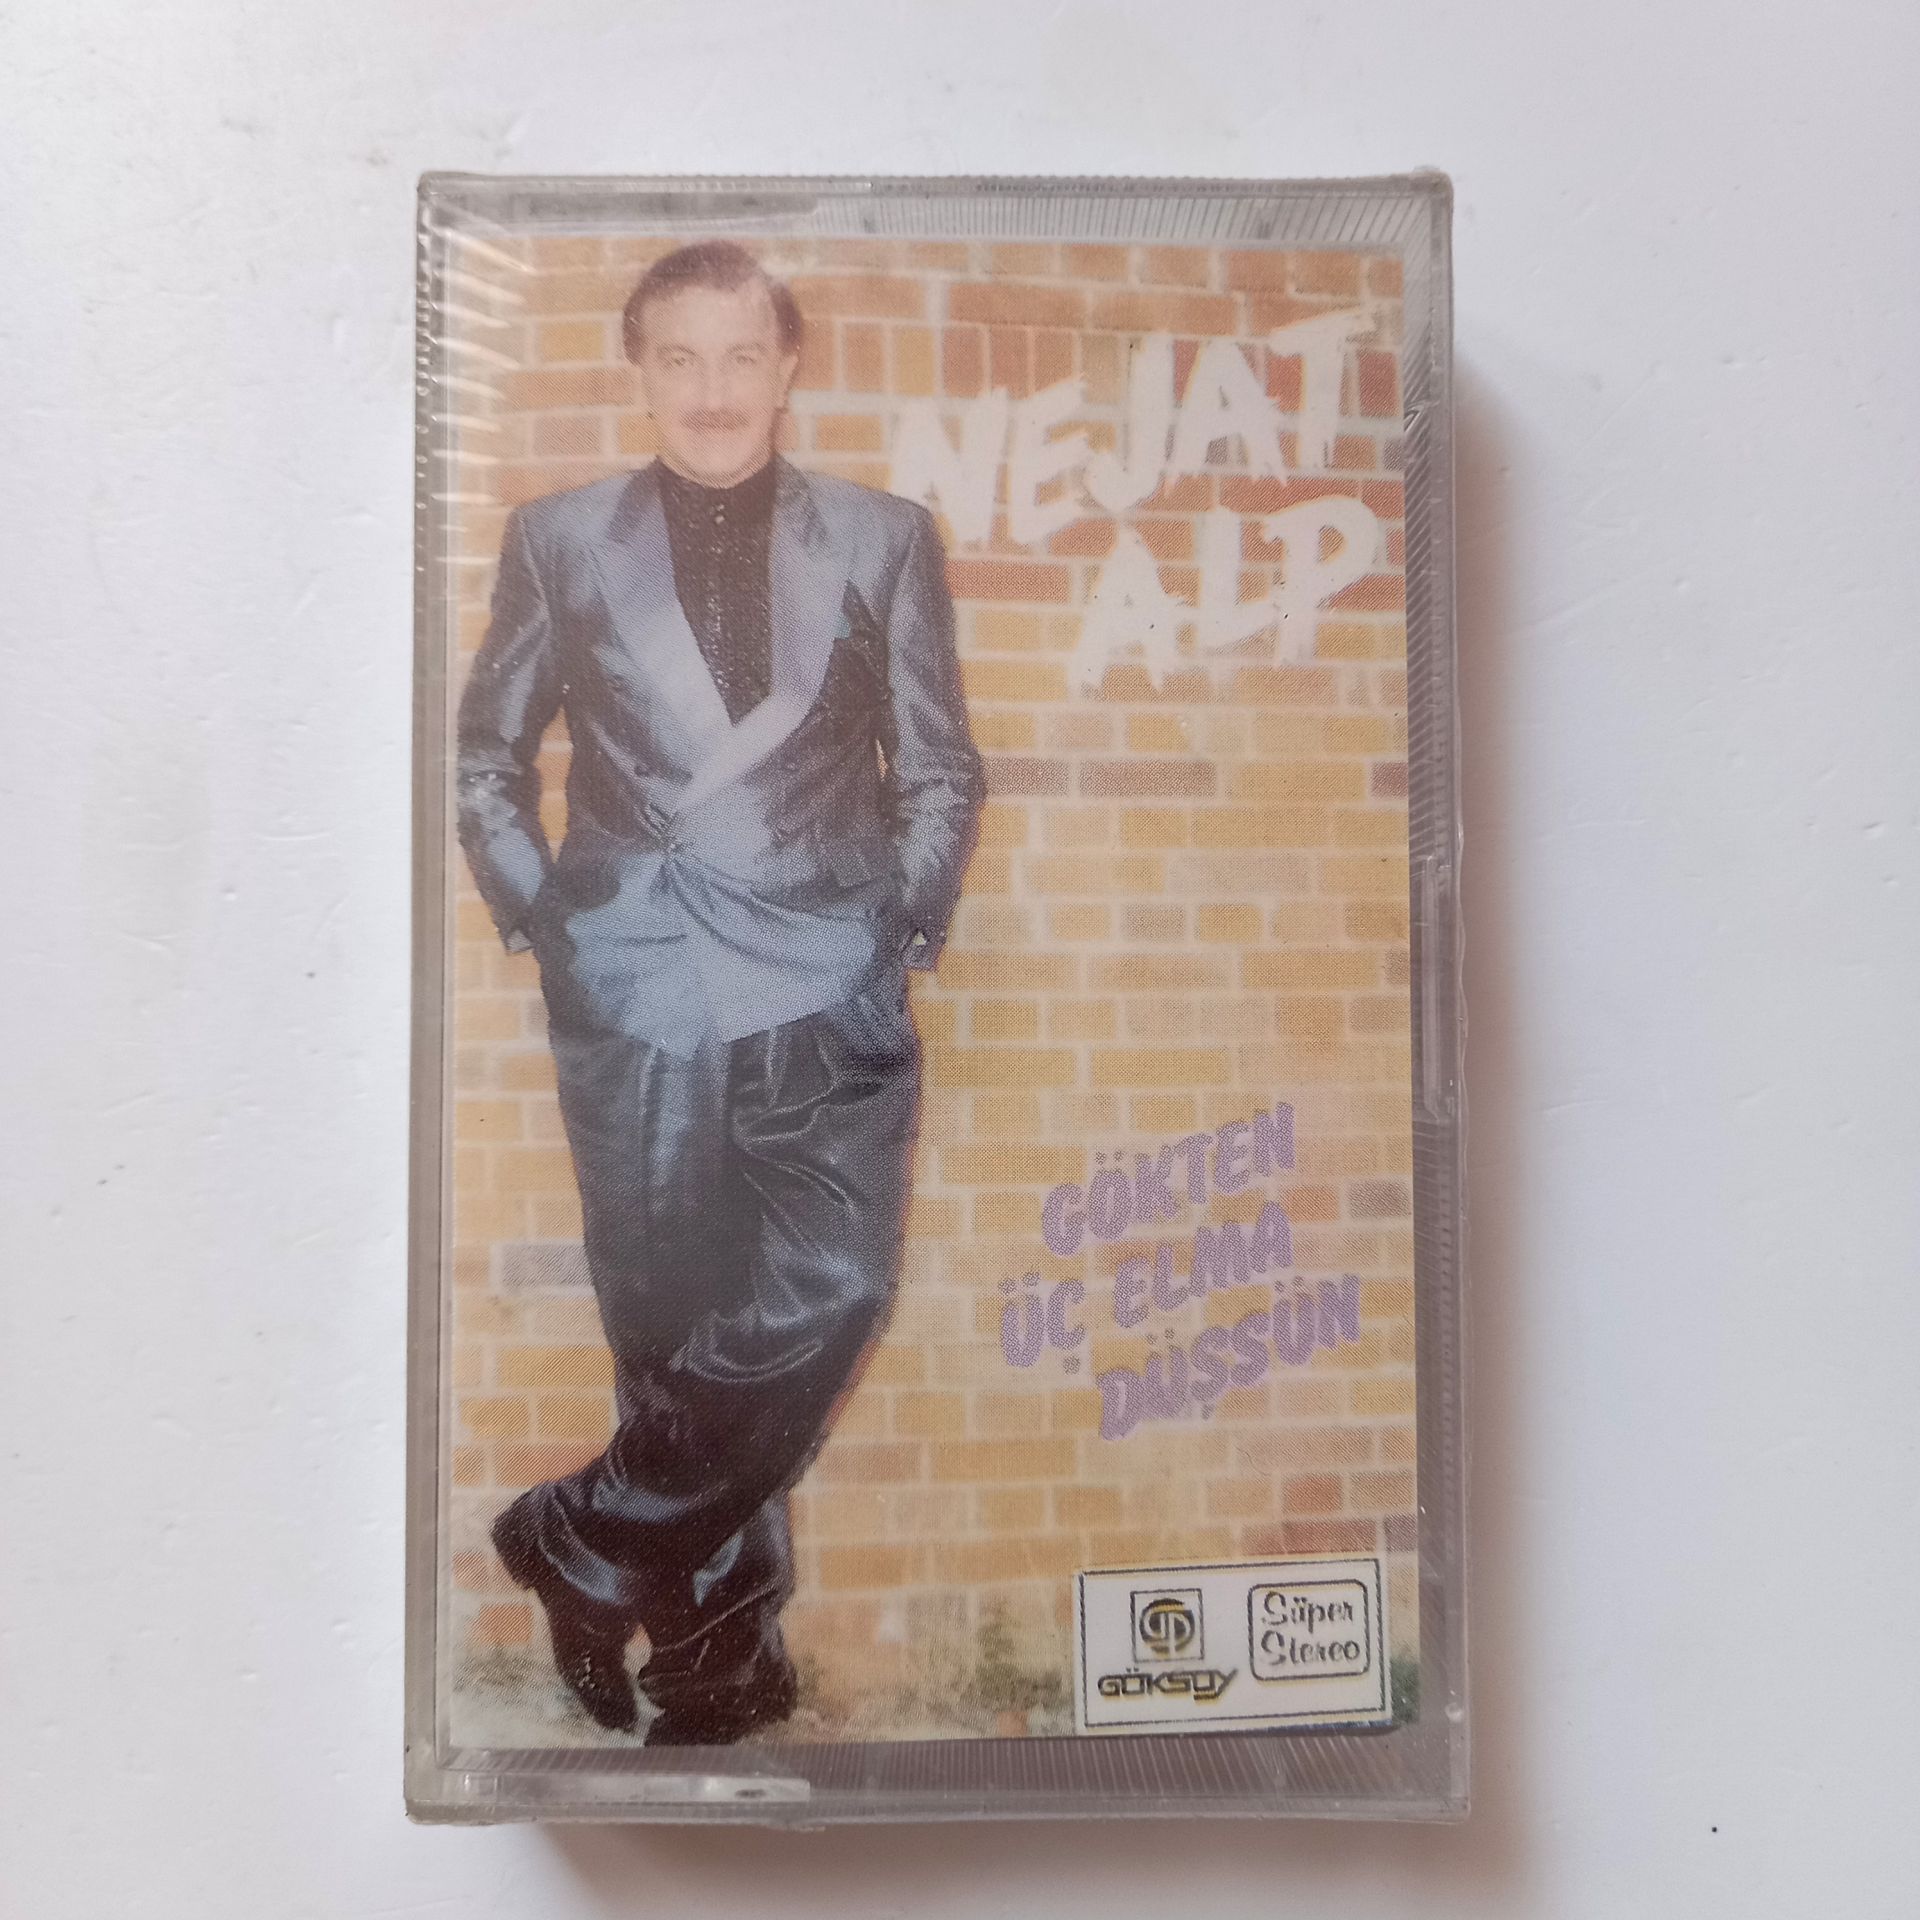 NEJAT
ALP
GÖKTEN
ÜÇ ELMA
DÜŞSÜN
GÖKSOY
Süper
Stereo